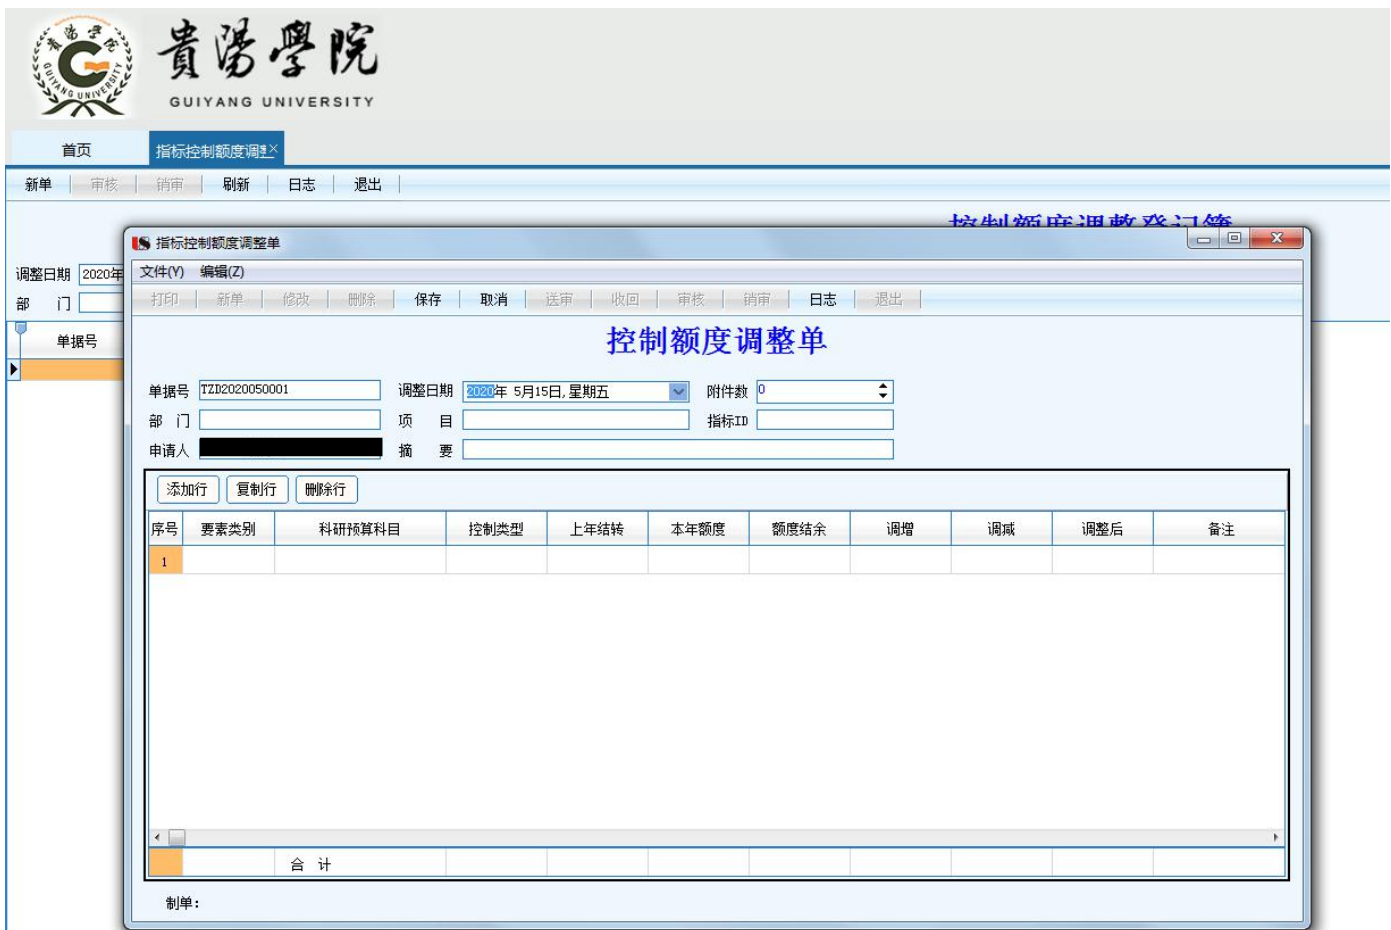 貴陽學院
GUIYANG UNIVERSITY
首页 指标控制额度调整
新单 审核 销审 刷新 日志 退出
控制额度调整登记簿
指标控制额度调整单
调整日期 2020年
文件(Y) 编辑(Z)
部 门
打印 新单 修改 删除 保存 取消 送审 收回 审核 销审 日志 退出
单据号
控制额度调整单
单据号 TZD2020050001 调整日期 2020年 5月15日,星期五 附件数 0
部 门 项 目 指标ID
申请人 摘 要
添加行 复制行 删除行
序号 要素类别 科研预算科目 控制类型 上年结转 本年额度 额度结余 调增 调减 调整后 备注
1
合 计
制单：